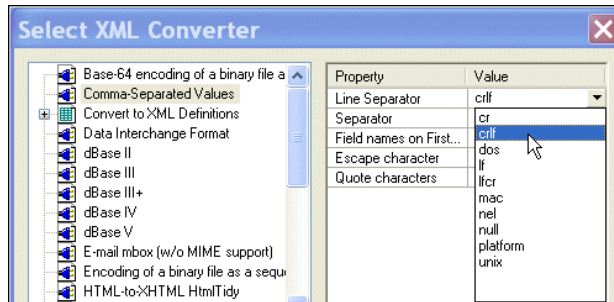 Select XML Converter
Base-64 encoding of a binary file a
Comma-Separated Values
Convert to XML Definitions
Data Interchange Format
dBase II
dBase III
dBase III+
dBase IV
dBase V
E-mail mbox (w/o MIME support)
Encoding of a binary file as a sequ
HTML-to-XHTML HtmlTidy
Property Value
Line Separator crlf
Separator
Field names on First...
Escape character
Quote characters
cr
crlf
dos
lf
lfcr
mac
nel
null
platform
unix